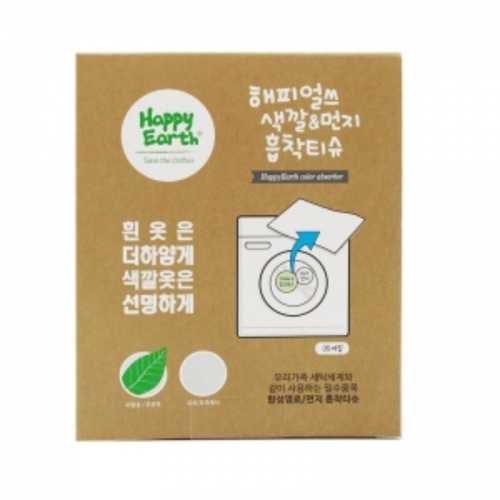 Happy
Earth®
Save the clothes
해피얼쓰
색깔&먼지
흡착티슈
HappyEarth color absorber
흰 옷 은
더하얗게
색깔옷은
선명하게
우리가족 세탁세제와
같이 사용하는 필수품목
합성염료/먼지 흡착티슈